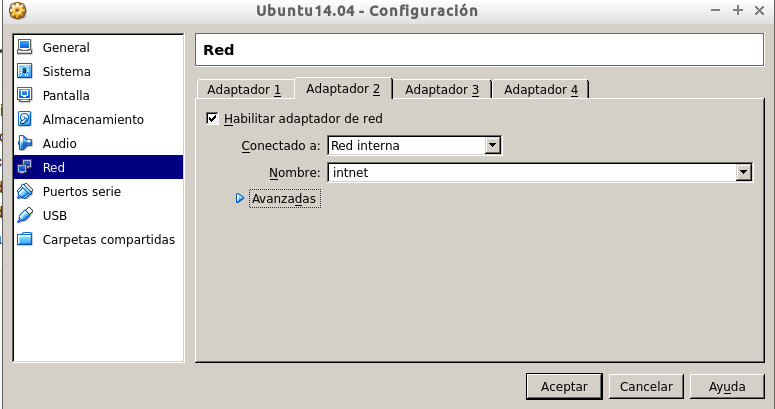 Ubuntu14.04 - Configuración
General
Sistema
Pantalla
Almacenamiento
Audio
Red
Puertos serie
USB
Carpetas compartidas
Red
Adaptador 1 Adaptador 2 Adaptador 3 Adaptador 4
Habilitar adaptador de red
Conectado a: Red interna
Nombre: intnet
Avanzadas
Aceptar Cancelar Ayuda